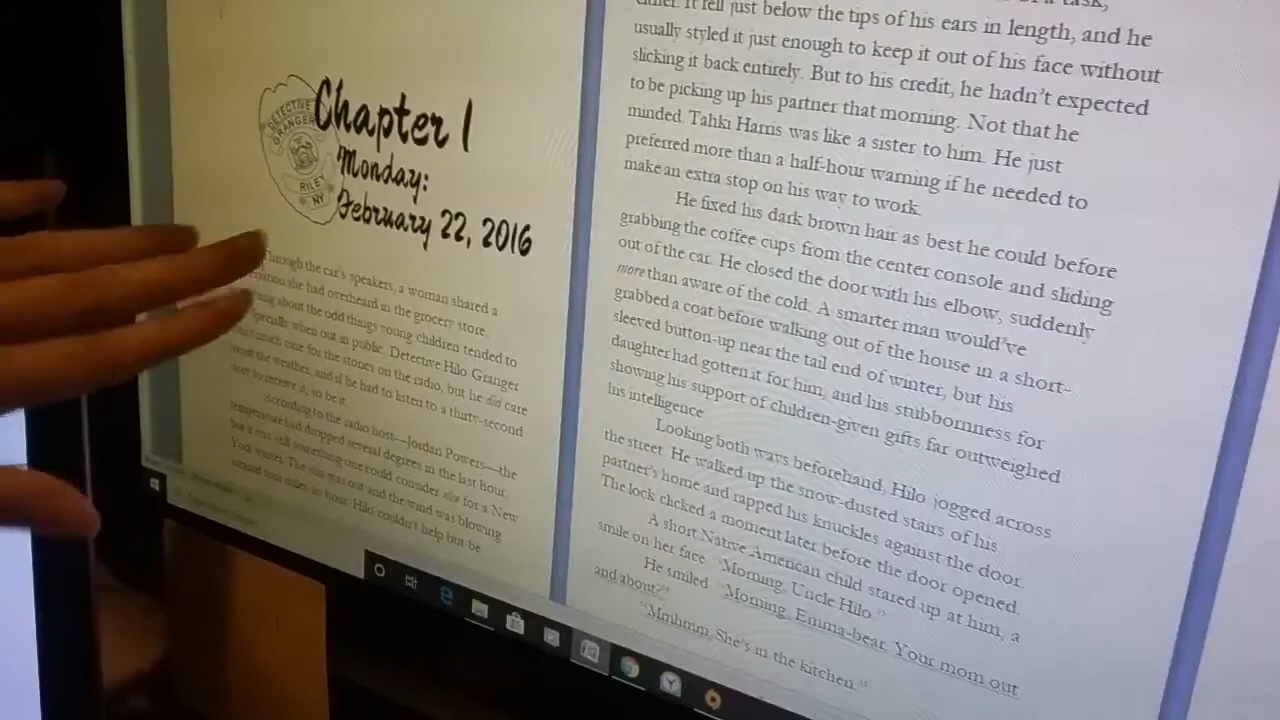 DETECTIVE
GRANGER
RILEY
NY
Chapter 1
Monday:
February 22, 2016
Through the car's speakers, a woman shared a
she had overheard in the grocery store.
about the odd things young children tended to
when out in public. Detective Hilo Granger
much care for the stories on the radio, but he did care
the weather, and if he had to listen to a thirty-second
to receive it, so be it.
According to the radio host—Jordan Powers—the
temperature had dropped several degrees in the last hour,
but it was still something one could consider nice for a New
York winter. The sun was out and the wind was blowing
around four miles an hour. Hilo couldn't help but be
either. It fell just below the tips of his ears in length, and he
usually styled it just enough to keep it out of his face without
slicking it back entirely. But to his credit, he hadn't expected
to be picking up his partner that morning. Not that he
minded. Tahki Harris was like a sister to him. He just
preferred more than a half-hour warning if he needed to
make an extra stop on his way to work.
He fixed his dark brown hair as best he could before
grabbing the coffee cups from the center console and sliding
out of the car. He closed the door with his elbow, suddenly
more than aware of the cold. A smarter man would've
grabbed a coat before walking out of the house in a short-
sleeved button-up near the tail end of winter, but his
daughter had gotten it for him, and his stubbornness for
showing his support of children-given gifts far outweighed
his intelligence
Looking both ways beforehand, Hilo jogged across
the street. He walked up the snow-dusted stairs of his
partner's home and rapped his knuckles against the door.
The lock clicked a moment later before the door opened.
A short Native American child stared up at him, a
smile on her face. "Morning, Uncle Hilo."
He smiled. "Morning, Emma-bear. Your mom out
and about?"
"Mmhmm. She's in the kitchen."